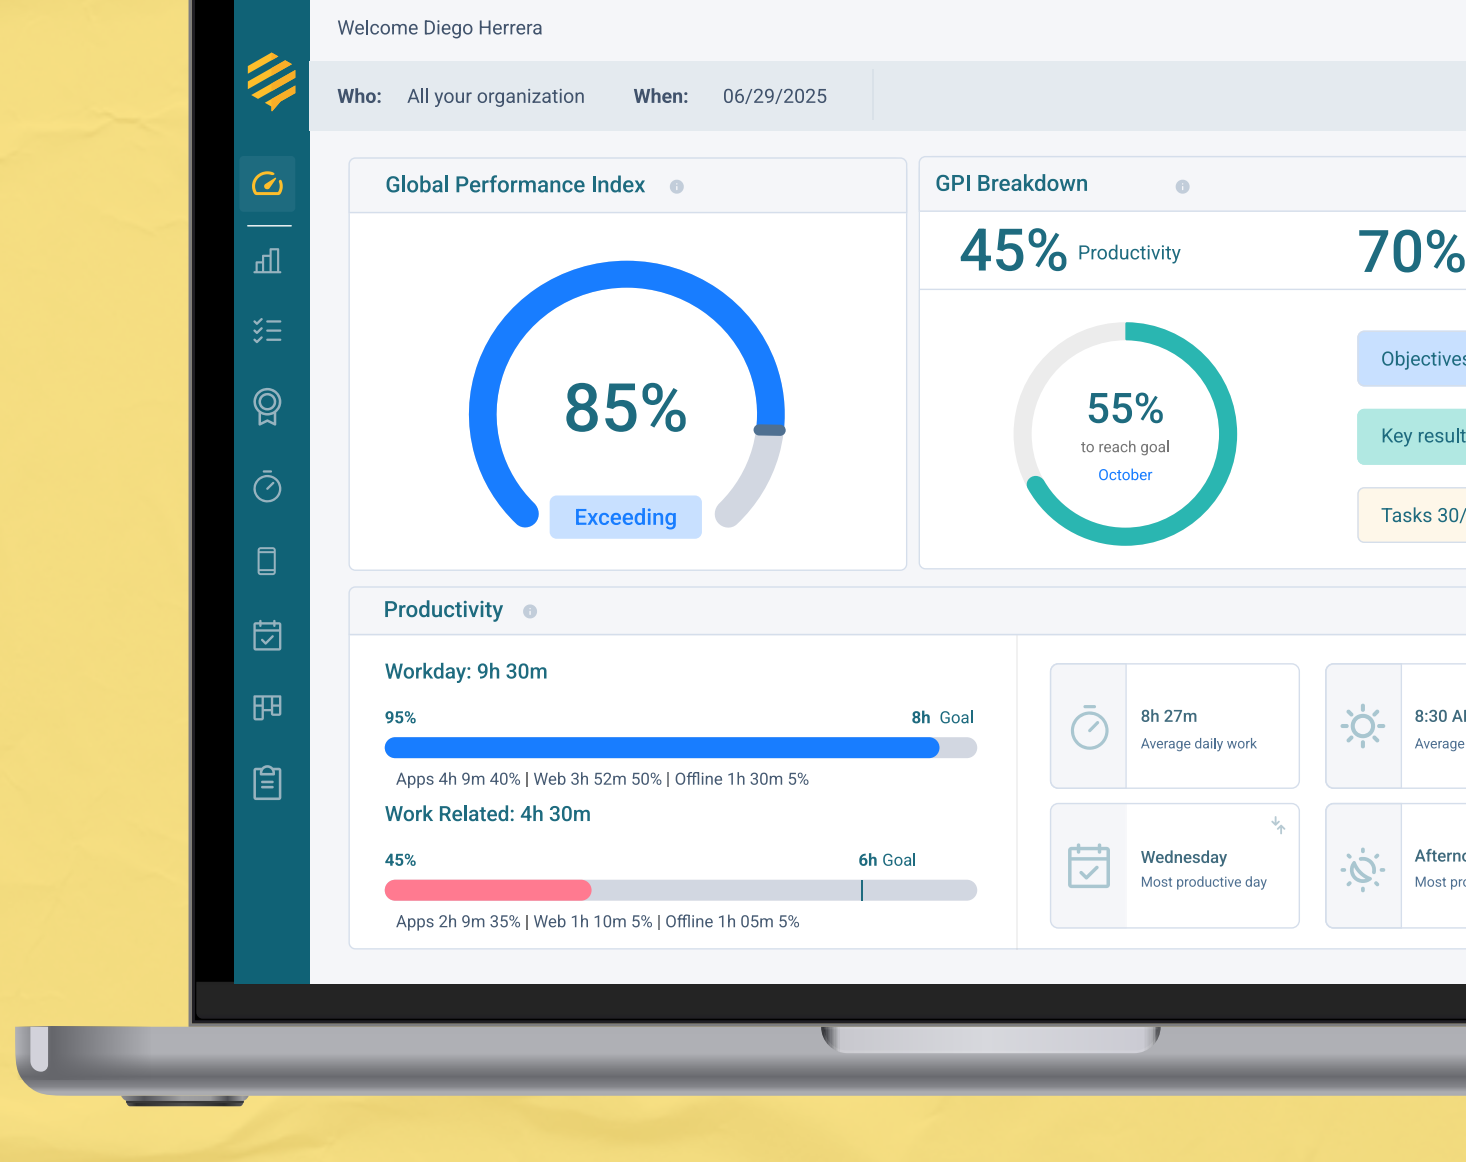 Welcome Diego Herrera
Who: All your organization When: 06/29/2025
Global Performance Index
85%
Exceeding
GPI Breakdown
45% Productivity 70%
55%
to reach goal
October
Objectives
Key result
Tasks 30/
Productivity
Workday: 9h 30m
95% 8h Goal
Apps 4h 9m 40% | Web 3h 52m 50% | Offline 1h 30m 5%
Work Related: 4h 30m
45% 6h Goal
Apps 2h 9m 35% | Web 1h 10m 5% | Offline 1h 05m 5%
8h 27m
Average daily work
8:30 A
Average
Wednesday
Most productive day
Afterno
Most pro